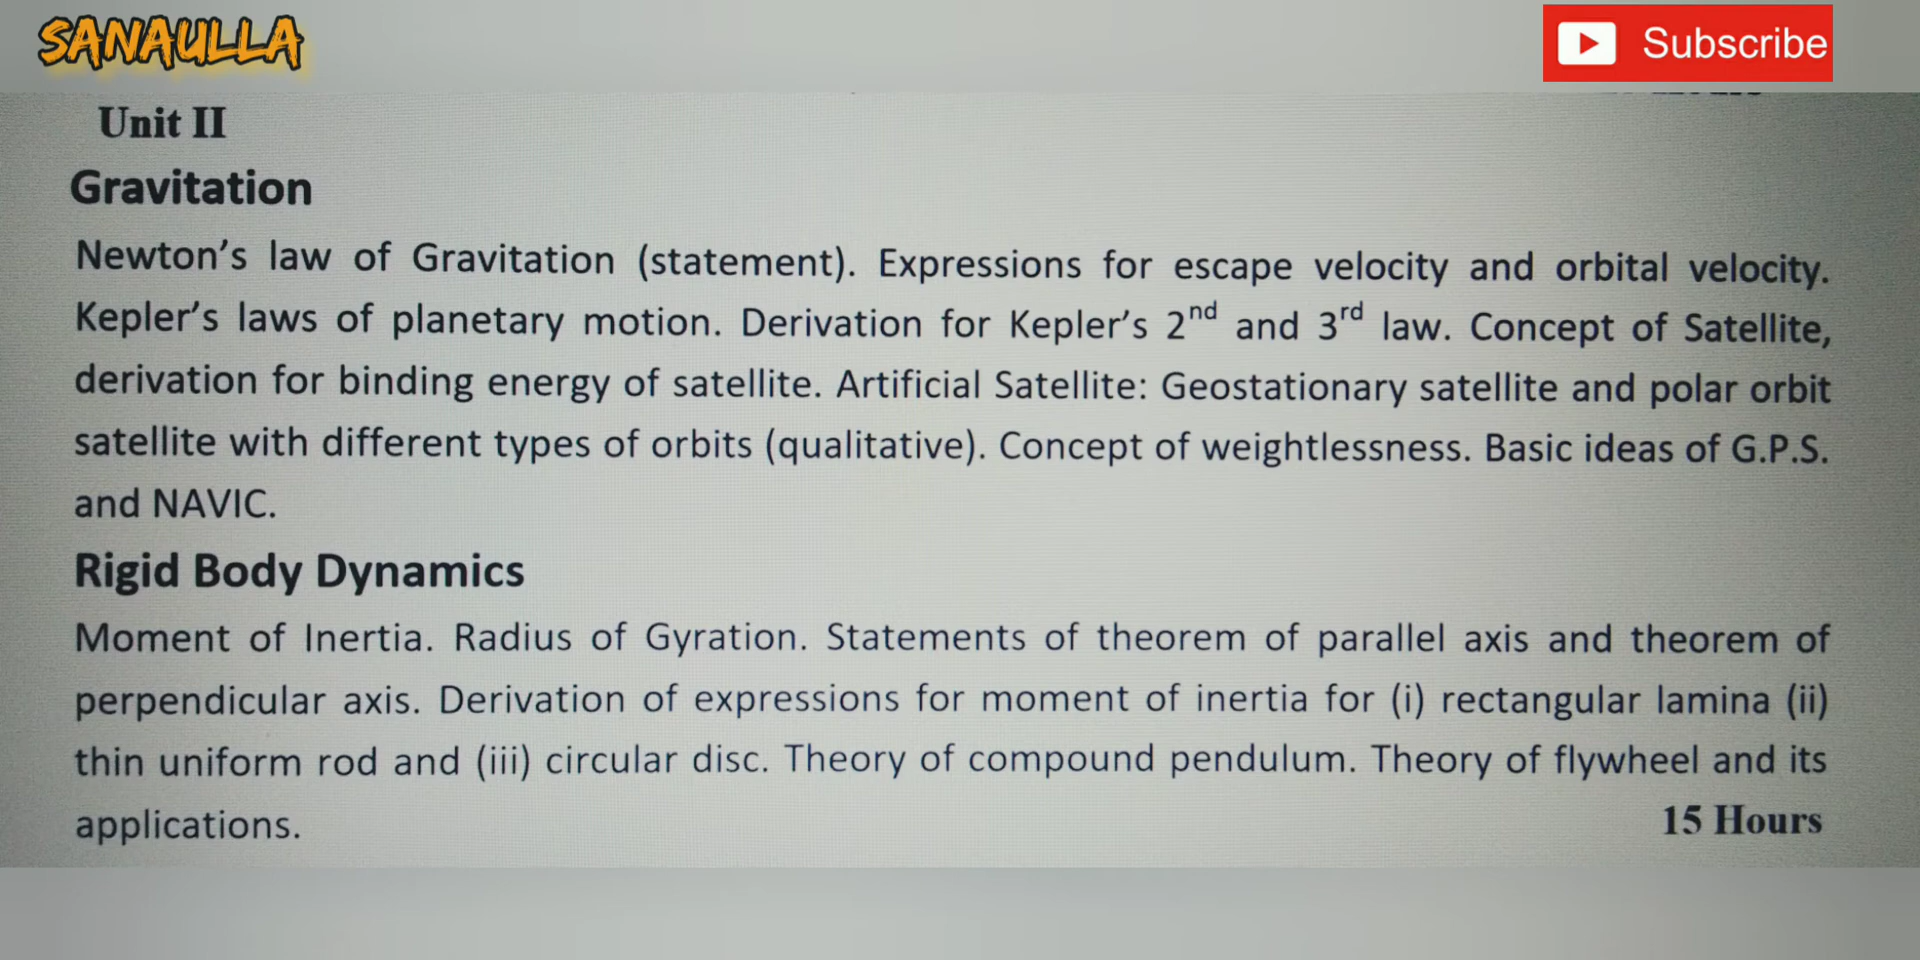 SANAULLA
Subscribe
Unit II
Gravitation
Newton’s law of Gravitation (statement). Expressions for escape velocity and orbital velocity.
Kepler’s laws of planetary motion. Derivation for Kepler’s 2nd and 3rd law. Concept of Satellite,
derivation for binding energy of satellite. Artificial Satellite: Geostationary satellite and polar orbit
satellite with different types of orbits (qualitative). Concept of weightlessness. Basic ideas of G.P.S.
and NAVIC.
Rigid Body Dynamics
Moment of Inertia. Radius of Gyration. Statements of theorem of parallel axis and theorem of
perpendicular axis. Derivation of expressions for moment of inertia for (i) rectangular lamina (ii)
thin uniform rod and (iii) circular disc. Theory of compound pendulum. Theory of flywheel and its
applications.
15 Hours